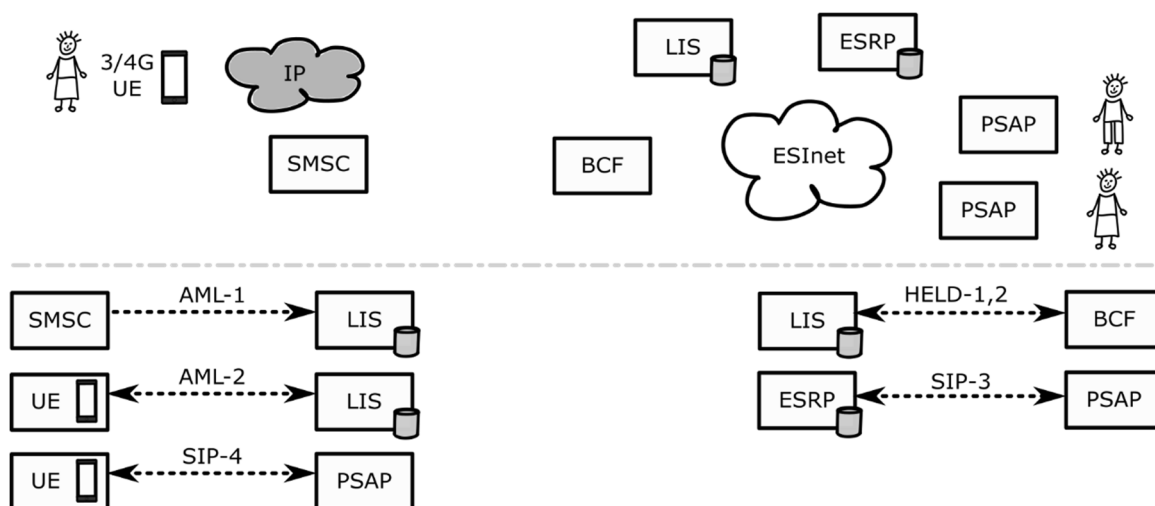 3/4G
UE
IP
SMSC
LIS
ESRP
BCF
ESInet
PSAP
PSAP
SMSC
AML-1
LIS
UE
AML-2
LIS
UE
SIP-4
PSAP
LIS
HELD-1,2
BCF
ESRP
SIP-3
PSAP